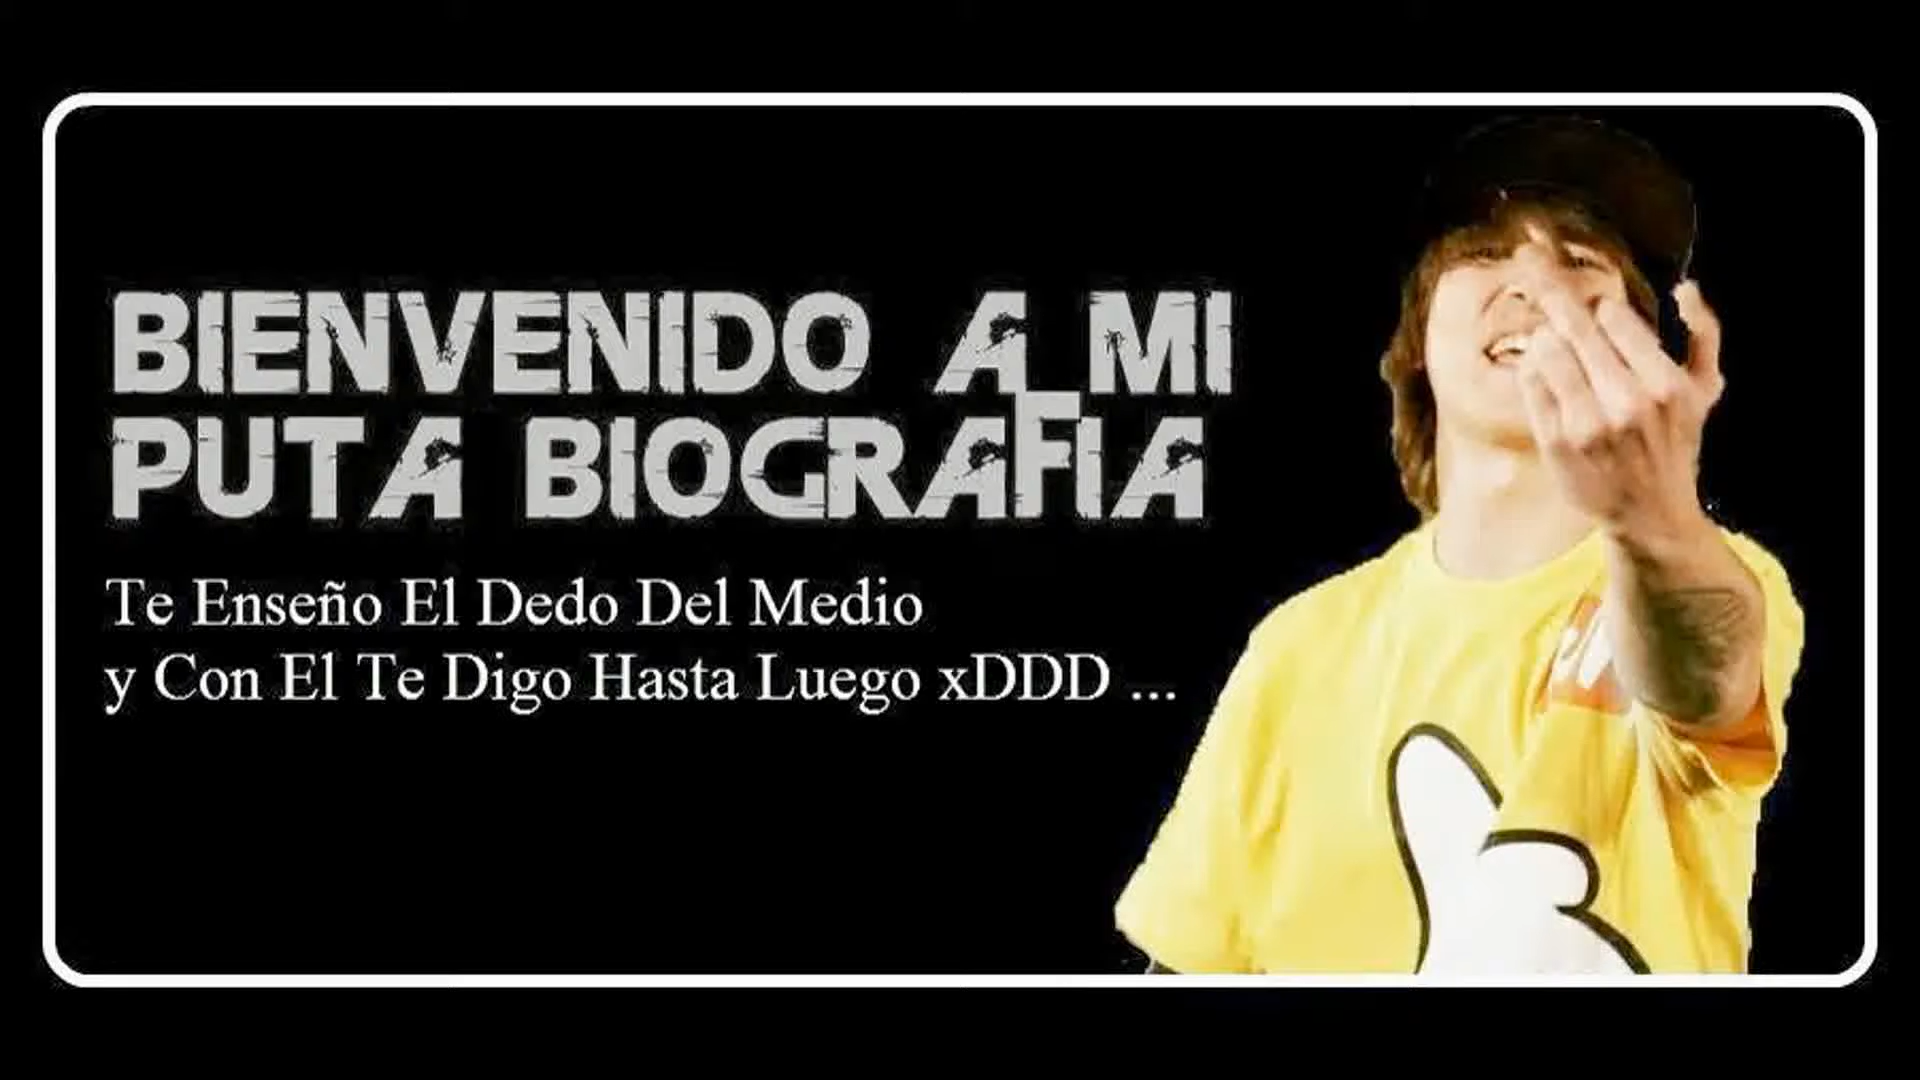 BIENVENIDO A MI
PUTA BIOGRAFIA
Te Enseño El Dedo Del Medio
y Con El Te Digo Hasta Luego xDDD ...